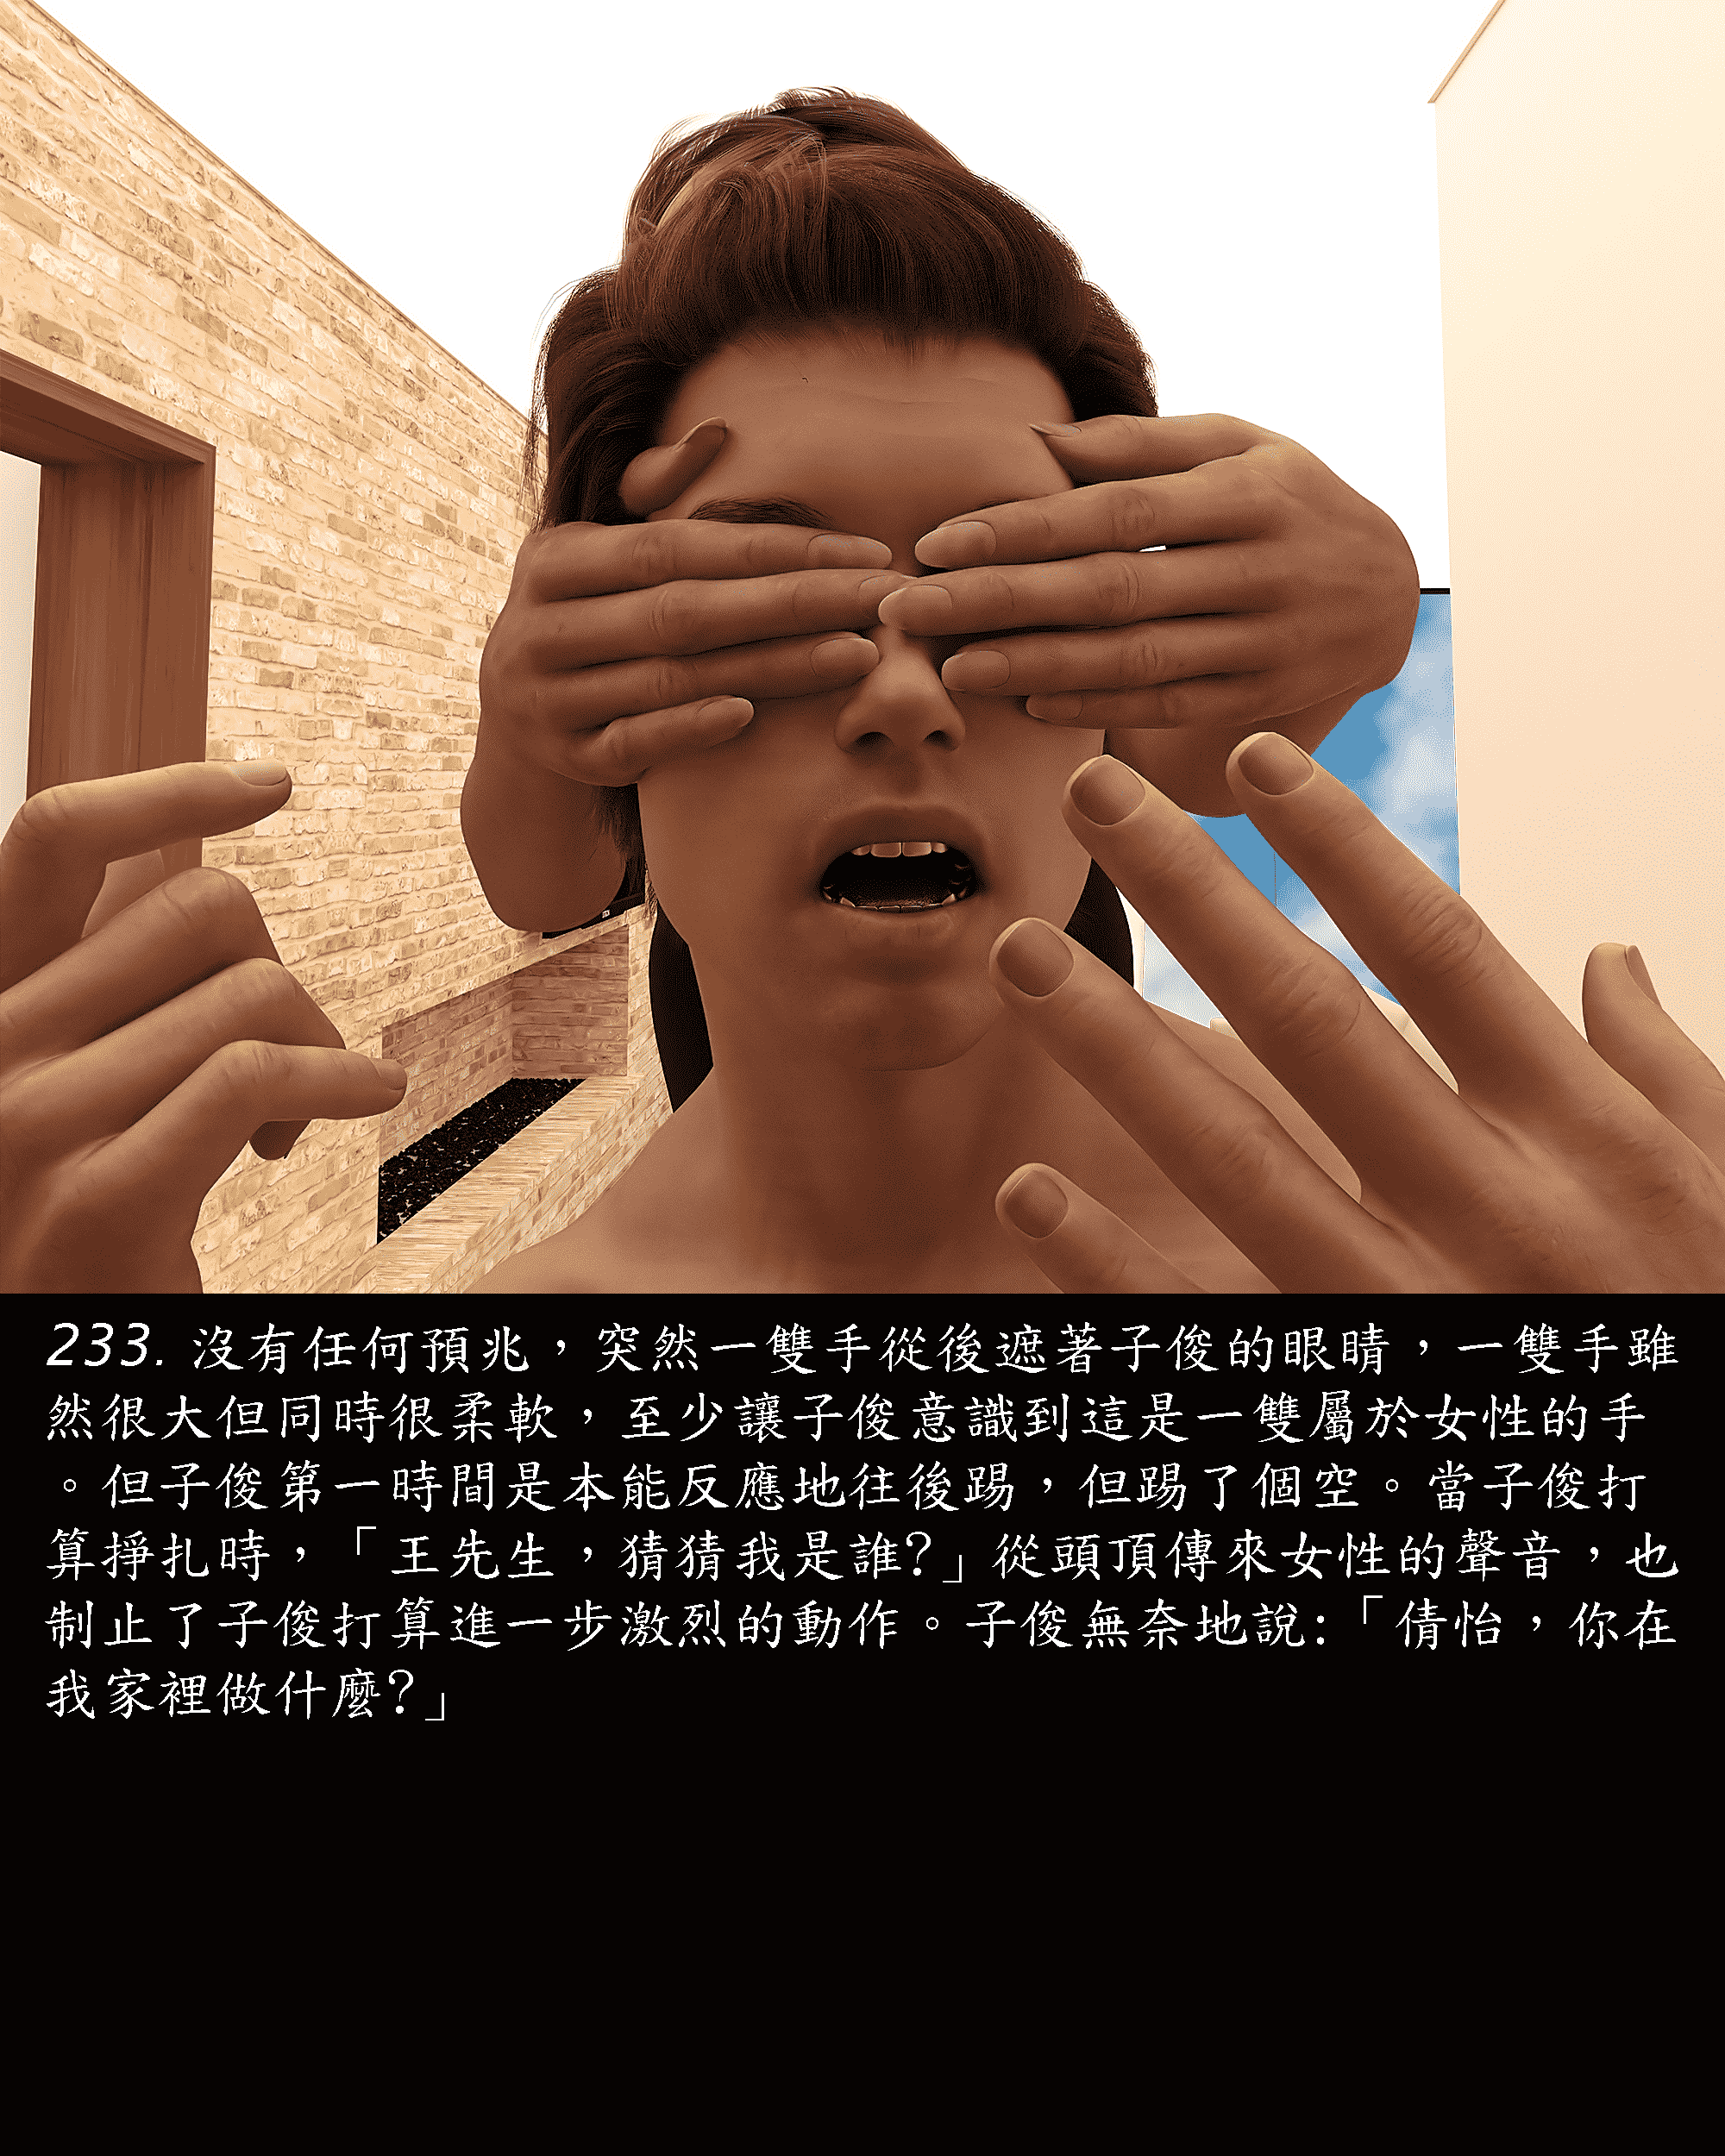 233. 沒有任何預兆，突然一雙手從後遮著子俊的眼睛，一雙手雖
然很大但同時很柔軟，至少讓子俊意識到這是一雙屬於女性的手
。但子俊第一時間是本能反應地往後踢，但踢了個空。當子俊打
算掙扎時，「王先生，猜猜我是誰?」從頭頂傳來女性的聲音，也
制止了子俊打算進一步激烈的動作。子俊無奈地說:「倩怡，你在
我家裡做什麼?」